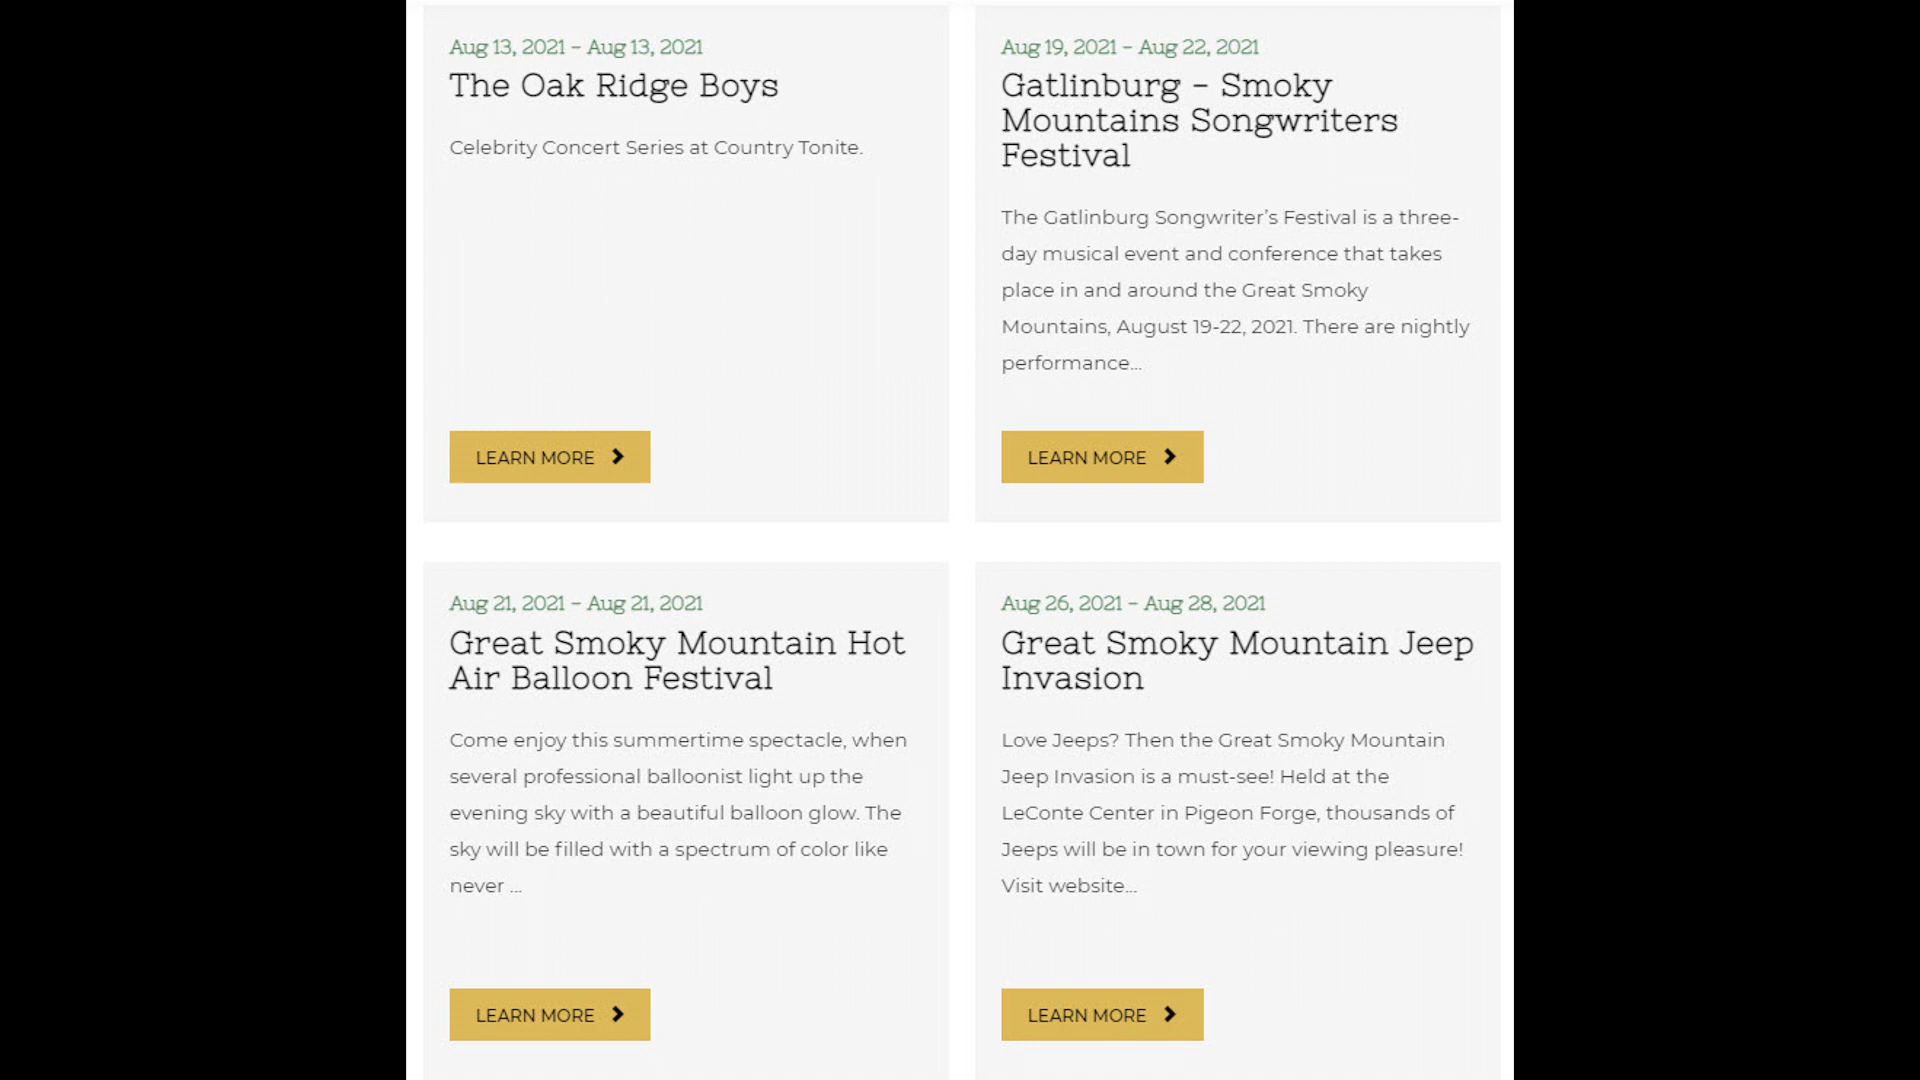 Aug 13, 2021 – Aug 13, 2021
The Oak Ridge Boys
Celebrity Concert Series at Country Tonite.
LEARN MORE
Aug 19, 2021 – Aug 22, 2021
Gatlinburg – Smoky
Mountains Songwriters
Festival
The Gatlinburg Songwriter’s Festival is a three-
day musical event and conference that takes
place in and around the Great Smoky
Mountains, August 19-22, 2021. There are nightly
performance...
LEARN MORE
Aug 21, 2021 – Aug 21, 2021
Great Smoky Mountain Hot
Air Balloon Festival
Come enjoy this summertime spectacle, when
several professional balloonist light up the
evening sky with a beautiful balloon glow. The
sky will be filled with a spectrum of color like
never ...
LEARN MORE
Aug 26, 2021 – Aug 28, 2021
Great Smoky Mountain Jeep
Invasion
Love Jeeps? Then the Great Smoky Mountain
Jeep Invasion is a must-see! Held at the
LeConte Center in Pigeon Forge, thousands of
Jeeps will be in town for your viewing pleasure!
Visit website...
LEARN MORE